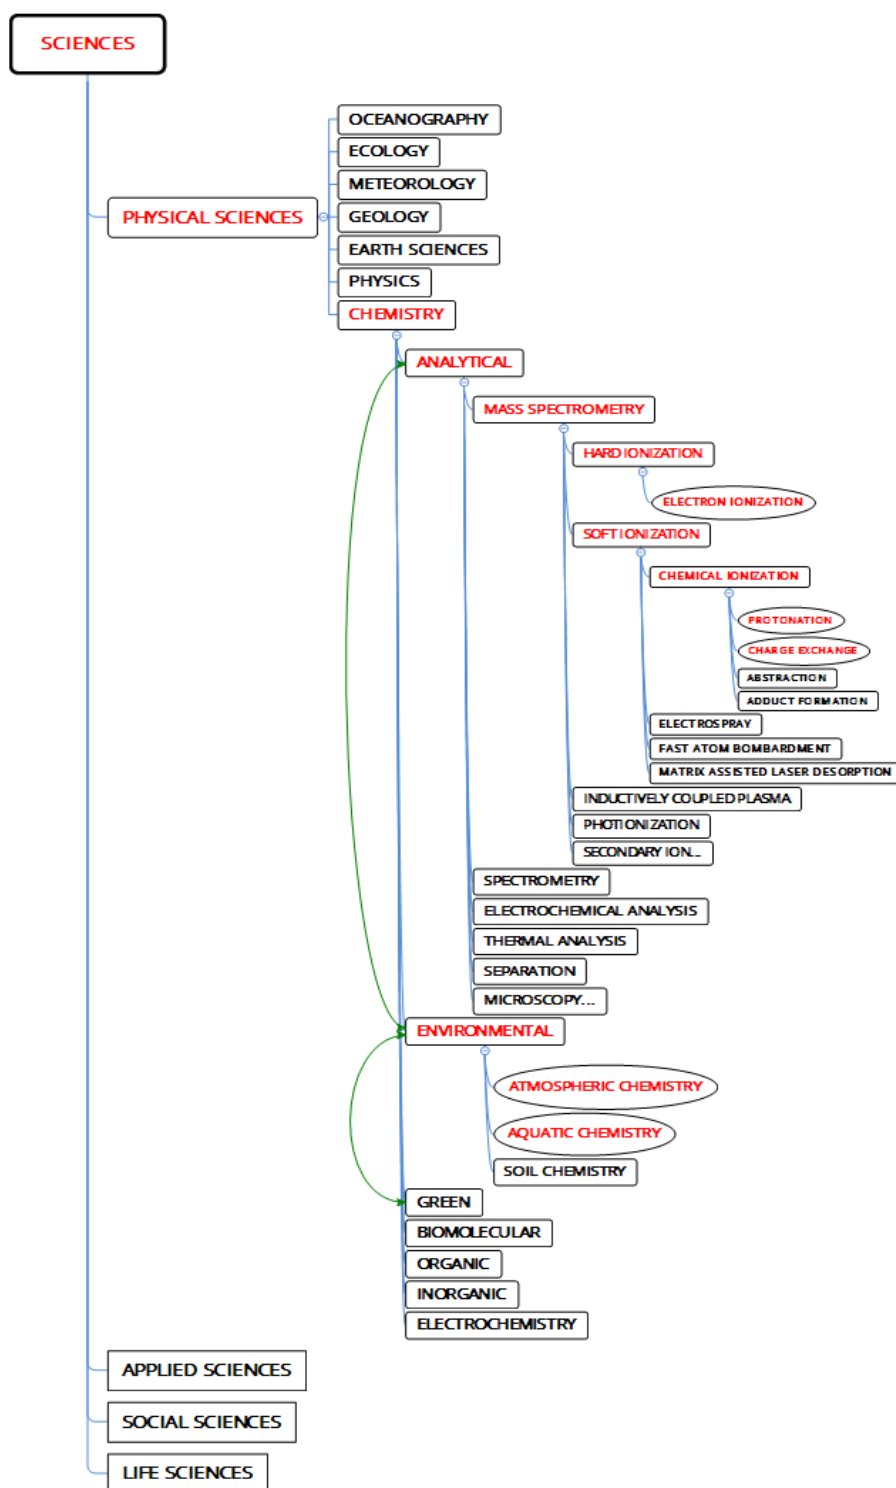 SCIENCES
OCEANOGRAPHY
ECOLOGY
METEOROLOGY
PHYSICAL SCIENCES
GEOLOGY
EARTH SCIENCES
PHYSICS
CHEMISTRY
ANALYTICAL
MASS SPECTROMETRY
HARD IONIZATION
ELECTRON IONIZATION
SOFT IONIZATION
CHEMICAL IONIZATION
PROTONATION
CHARGE EXCHANGE
ABSTRACTION
ADDUCT FORMATION
ELECTROSPRAY
FAST ATOM BOMBARDMENT
MATRIX ASSISTED LASER DESORPTION
INDUCTIVELY COUPLED PLASMA
PHOTIONIZATION
SECONDARY ION...
SPECTROMETRY
ELECTROCHEMICAL ANALYSIS
THERMAL ANALYSIS
SEPARATION
MICROSCOPY...
ENVIRONMENTAL
ATMOSPHERIC CHEMISTRY
AQUATIC CHEMISTRY
SOIL CHEMISTRY
GREEN
BIOMOLECULAR
ORGANIC
INORGANIC
ELECTROCHEMISTRY
APPLIED SCIENCES
SOCIAL SCIENCES
LIFE SCIENCES